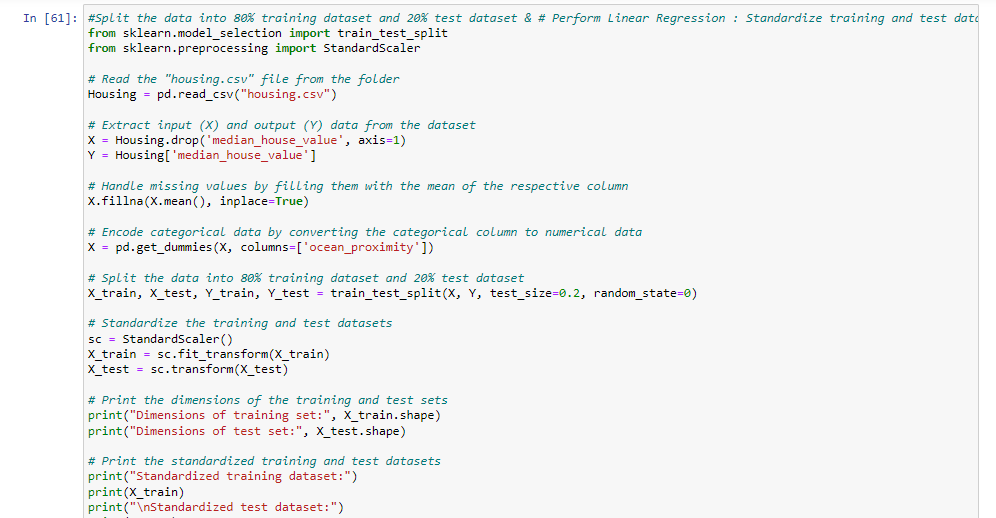 In [61]: #Split the data into 80% training dataset and 20% test dataset & # Perform Linear Regression : Standardize training and test data
from sklearn.model_selection import train_test_split
from sklearn.preprocessing import StandardScaler
# Read the "housing.csv" file from the folder
Housing = pd.read_csv("housing.csv")
# Extract input (X) and output (Y) data from the dataset
X = Housing.drop('median_house_value', axis=1)
Y = Housing['median_house_value']
# Handle missing values by filling them with the mean of the respective column
X.fillna(X.mean(), inplace=True)
# Encode categorical data by converting the categorical column to numerical data
X = pd.get_dummies(X, columns=['ocean_proximity'])
# Split the data into 80% training dataset and 20% test dataset
X_train, X_test, Y_train, Y_test = train_test_split(X, Y, test_size=0.2, random_state=0)
# Standardize the training and test datasets
sc = StandardScaler()
X_train = sc.fit_transform(X_train)
X_test = sc.transform(X_test)
# Print the dimensions of the training and test sets
print("Dimensions of training set:", X_train.shape)
print("Dimensions of test set:", X_test.shape)
# Print the standardized training and test datasets
print("Standardized training dataset:")
print(X_train)
print("\nStandardized test dataset:")